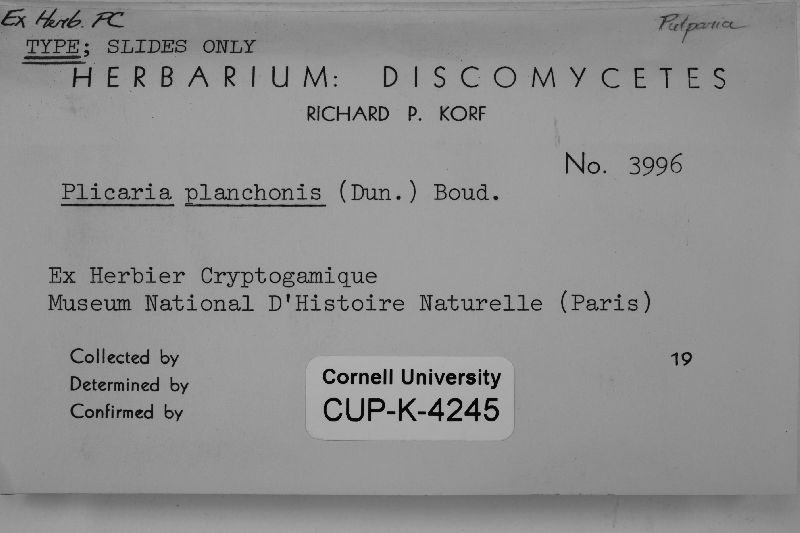 Ex Herb. PC
Pulparia
TYPE; SLIDES ONLY
HERBARIUM: DISCOMYCETES
RICHARD P. KORF
No. 3996
Plicaria planchonis (Dun.) Boud.
Ex Herbier Cryptogamique
Museum National D'Histoire Naturelle (Paris)
Collected by 19
Determined by
Confirmed by
Cornell University
CUP-K-4245